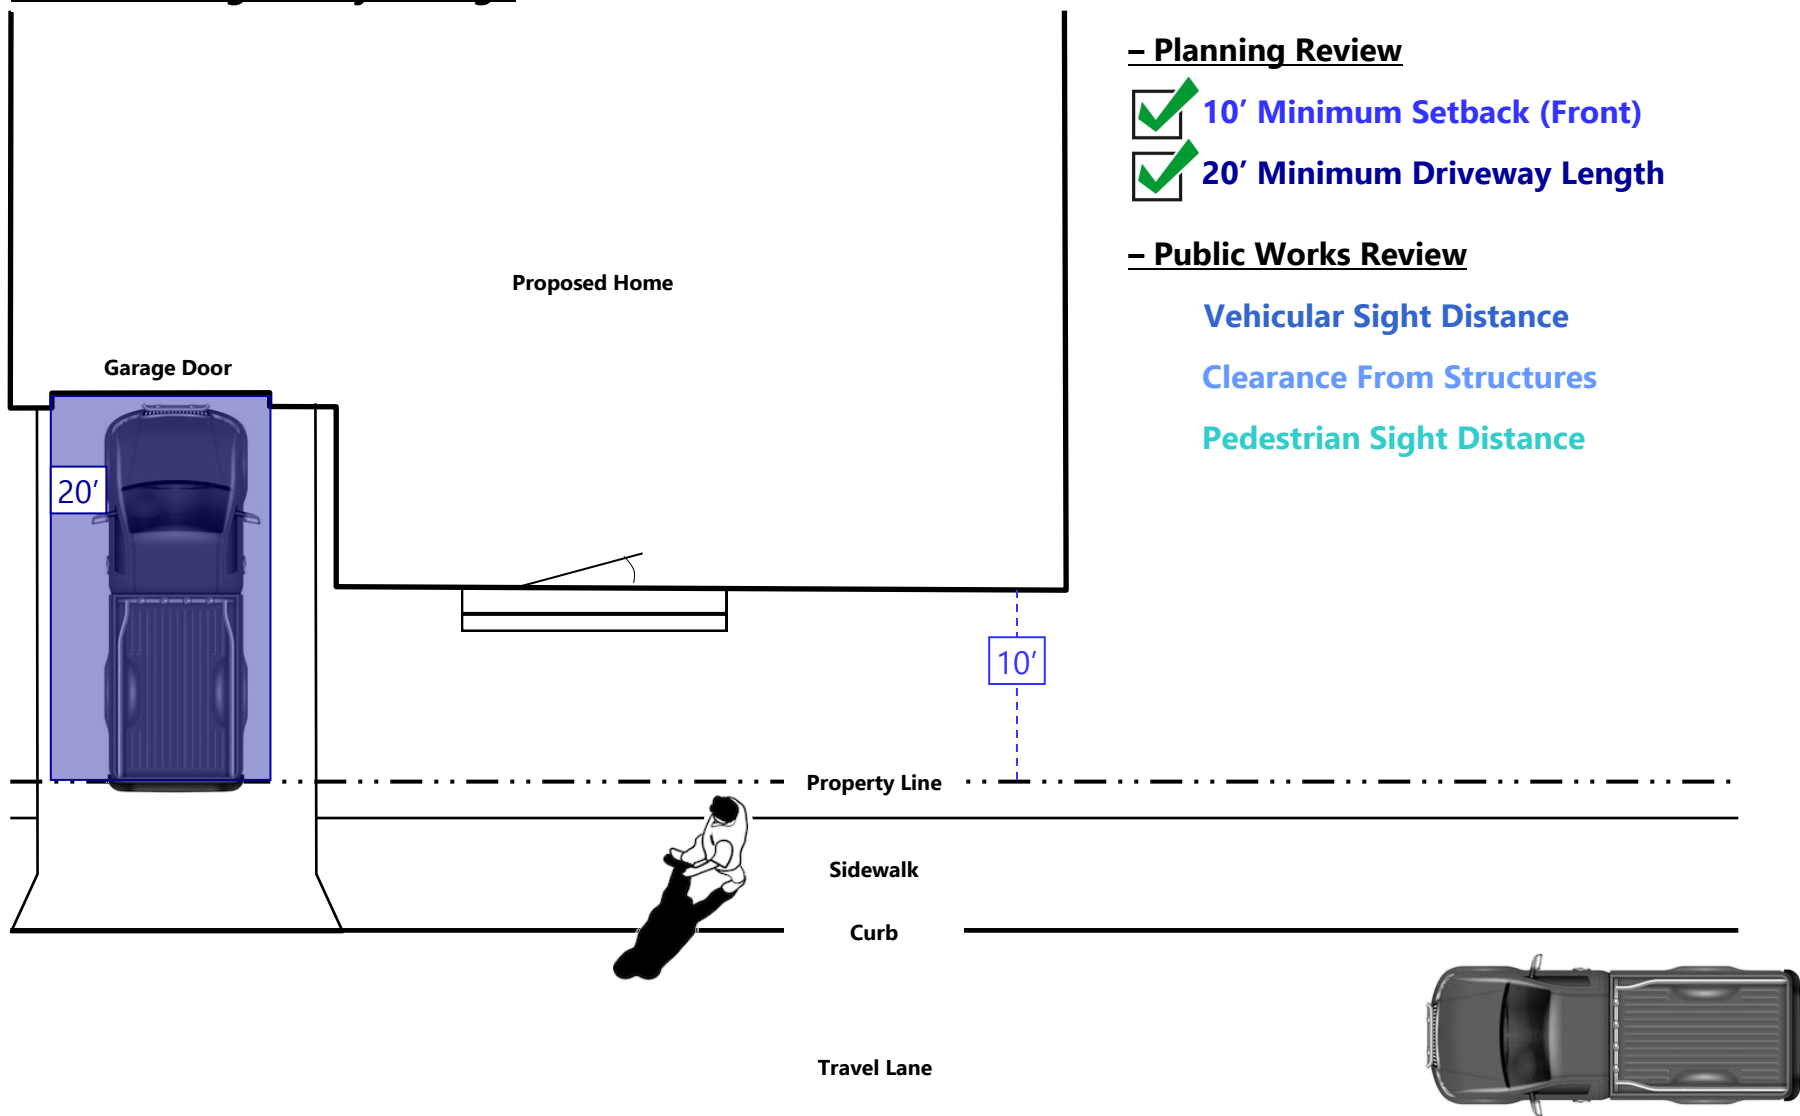 – Planning Review
10’ Minimum Setback (Front)
20’ Minimum Driveway Length
– Public Works Review
Vehicular Sight Distance
Clearance From Structures
Pedestrian Sight Distance
Proposed Home
Garage Door
20’
10’
Property Line
Sidewalk
Curb
Travel Lane